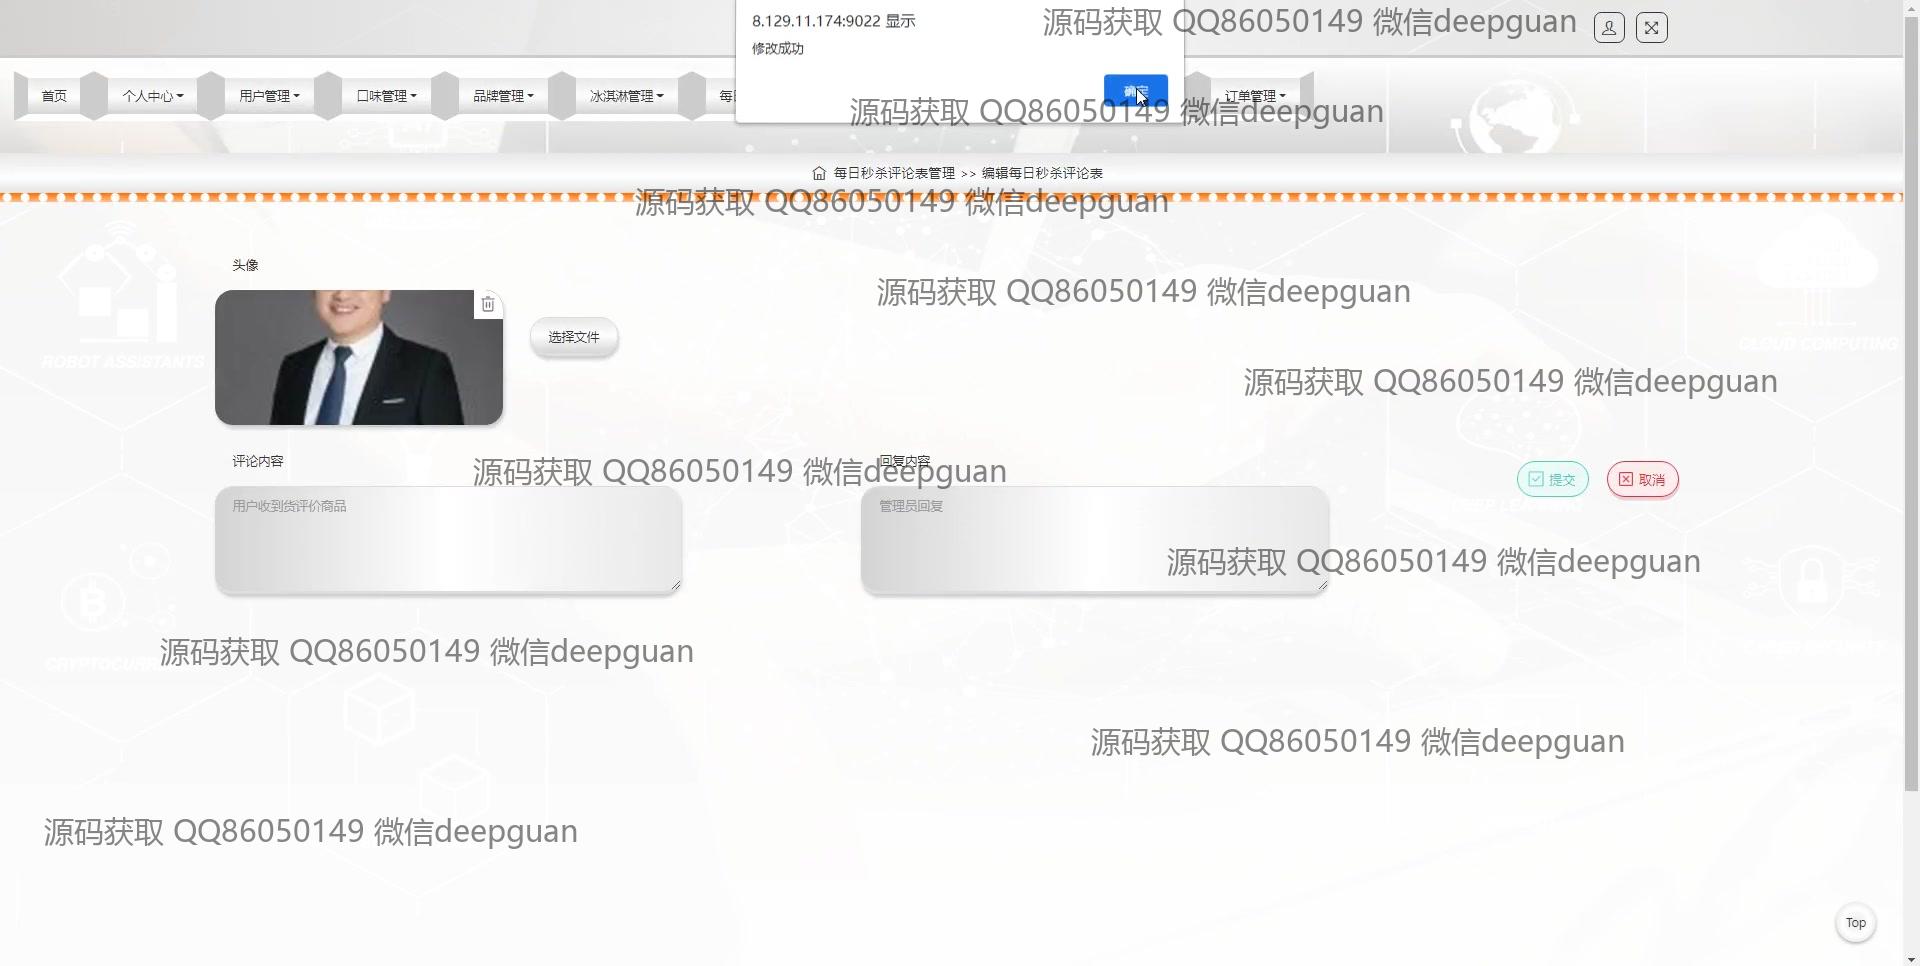 8.129.11.174:9022 显示
源码获取 QQ86050149 微信deepguan
修改成功
首页
个人中心
用户管理
口味管理
品牌管理
冰淇淋管理
确定
订单管理
源码获取 QQ86050149 微信deepguan
每日秒杀评论表管理 >> 编辑每日秒杀评论表
源码获取 QQ86050149 微信deepguan
头像
源码获取 QQ86050149 微信deepguan
选择文件
ROBOT ASSISTANTS
CLOUD COMPUTING
源码获取 QQ86050149 微信deepguan
评论内容
回复内容
源码获取 QQ86050149 微信deepguan
提交
取消
用户收到货评价商品
管理员回复
源码获取 QQ86050149 微信deepguan
源码获取 QQ86050149 微信deepguan
源码获取 QQ86050149 微信deepguan
源码获取 QQ86050149 微信deepguan
Top